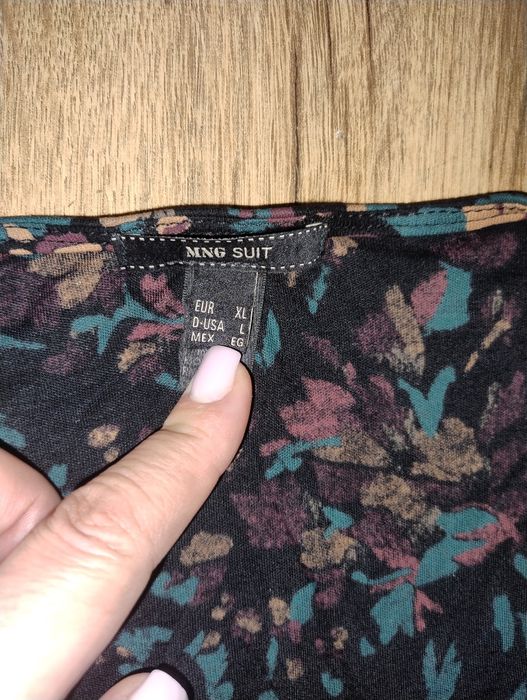 MNG SUIT
EUR XL
D-USA L
MEX EG